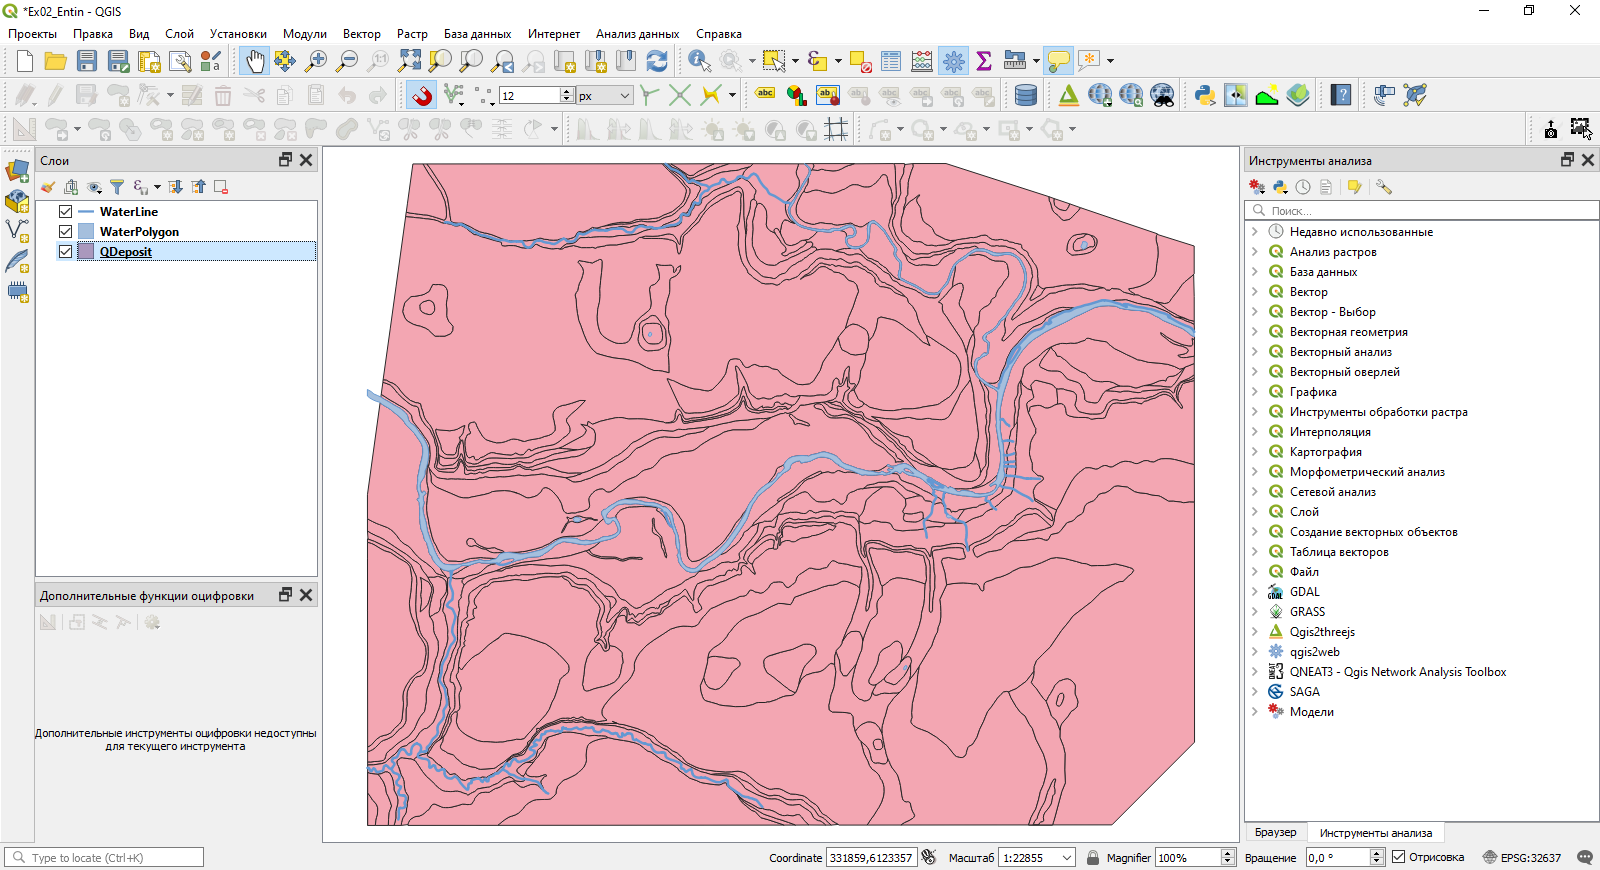 *Ex02_Entin - QGIS
Проекты Правка Вид Слой Установки Модули Вектор Растр База данных Интернет Анализ данных Справка
12 px
Слои
WaterLine
WaterPolygon
QDeposit
Дополнительные функции оцифровки
Дополнительные инструменты оцифровки недоступны
для текущего инструмента
Инструменты анализа
Поиск...
Недавно использованные
Анализ растров
База данных
Вектор
Вектор - Выбор
Векторная геометрия
Векторный анализ
Векторный оверлей
Графика
Инструменты обработки растра
Интерполяция
Картография
Морфометрический анализ
Сетевой анализ
Слой
Создание векторных объектов
Таблица векторов
Файл
GDAL
GRASS
Qgis2threejs
qgis2web
QNEAT3 - Qgis Network Analysis Toolbox
SAGA
Модели
Браузер Инструменты анализа
Type to locate (Ctrl+K) Coordinate 331859,6123357 Масштаб 1:22855 Magnifier 100% Вращение 0,0 ° Отрисовка EPSG:32637